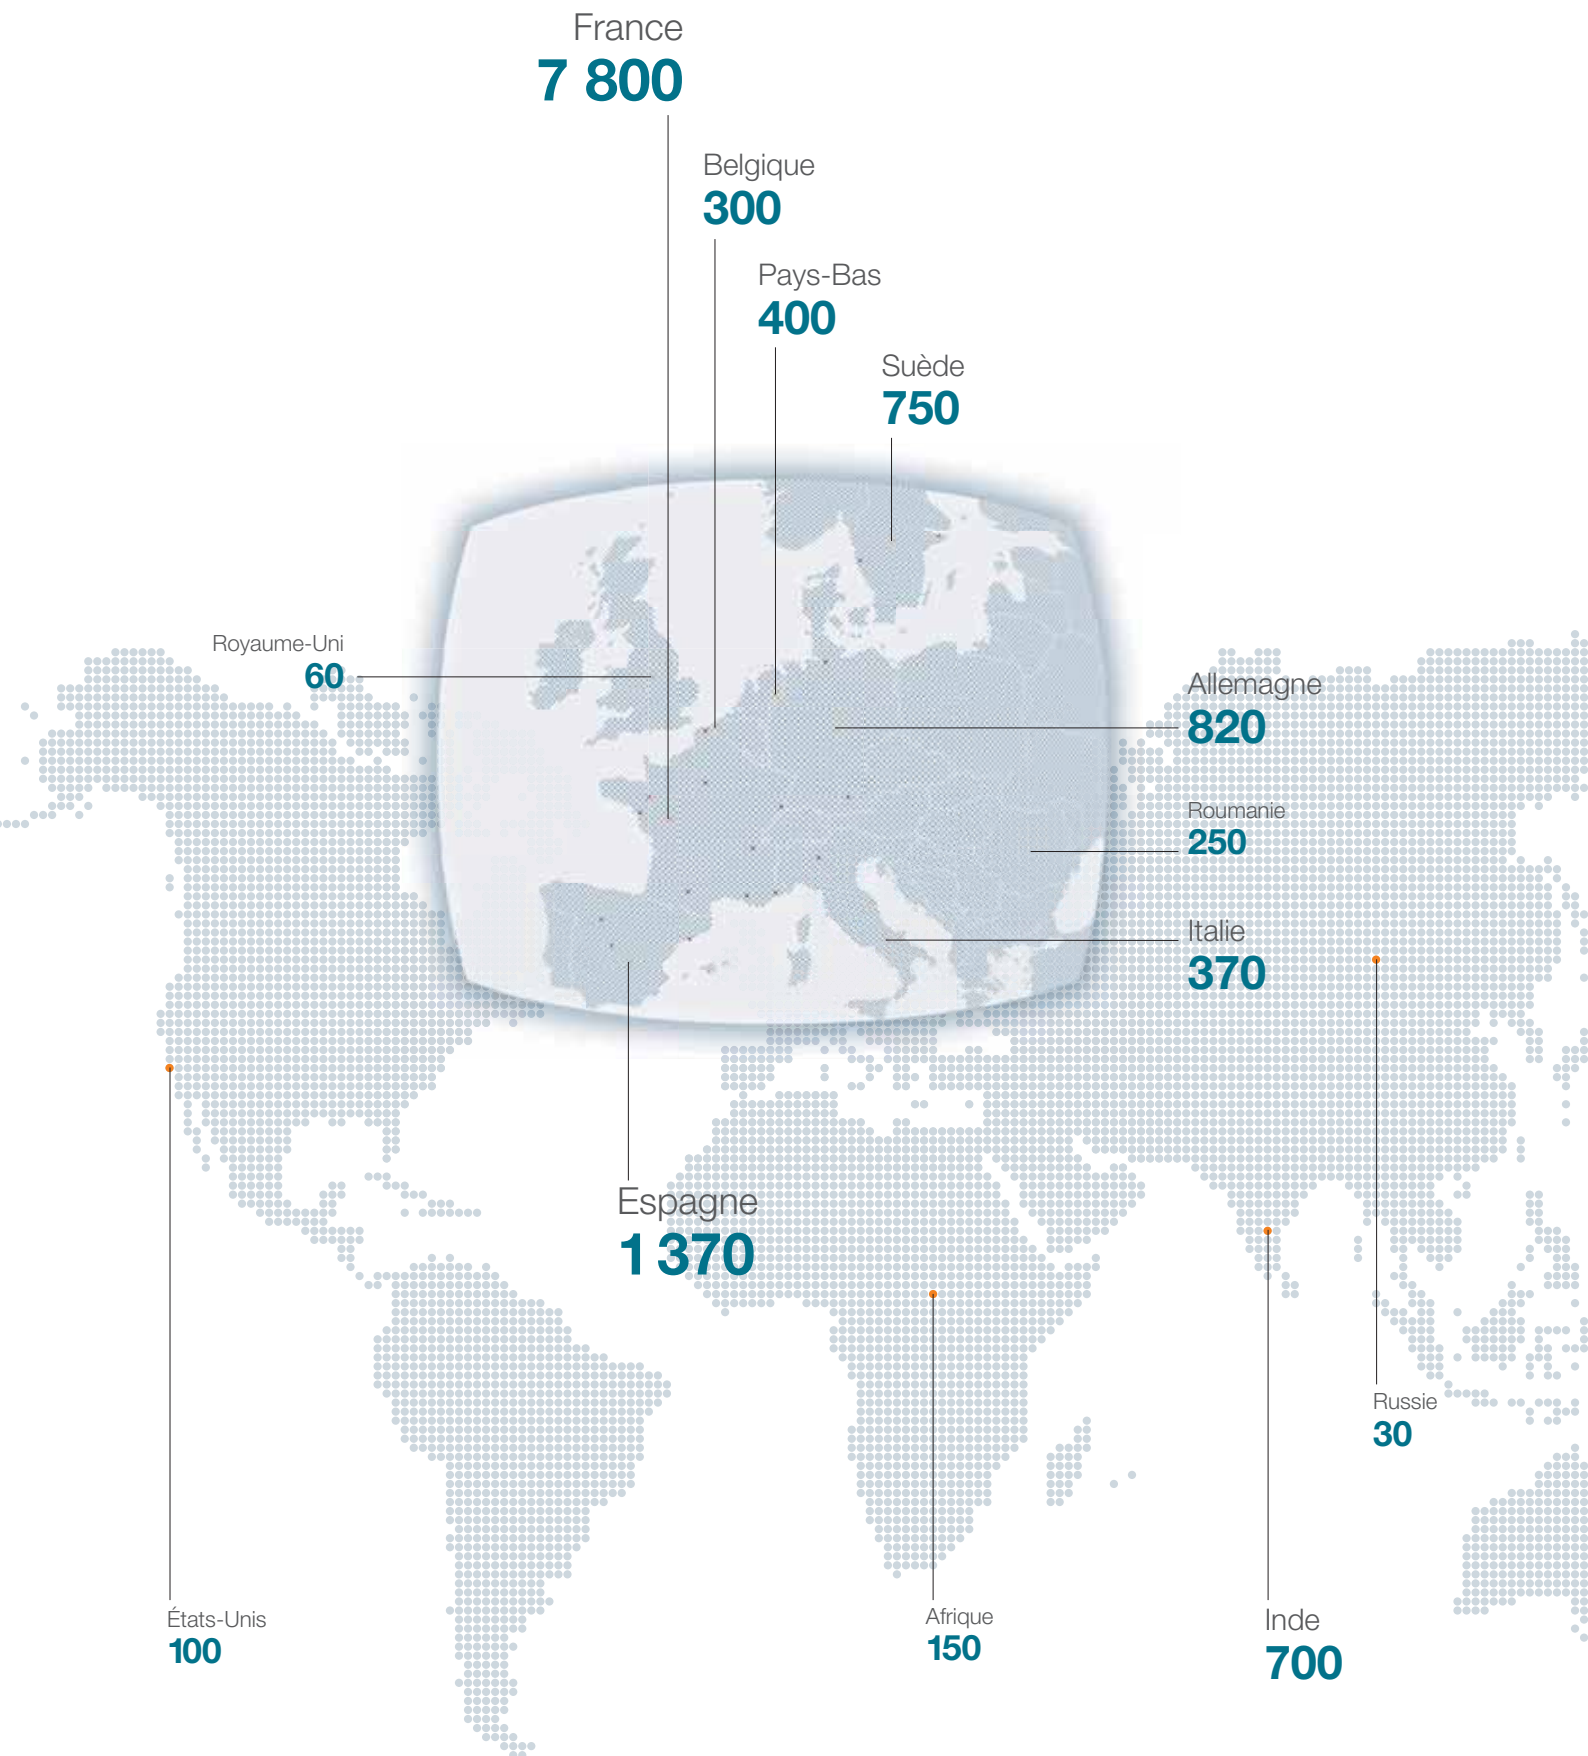 France
7 800
Belgique
300
Pays-Bas
400
Suède
750
Royaume-Uni
60
Allemagne
820
Roumanie
250
Italie
370
Espagne
1 370
Russie
30
États-Unis
100
Afrique
150
Inde
700